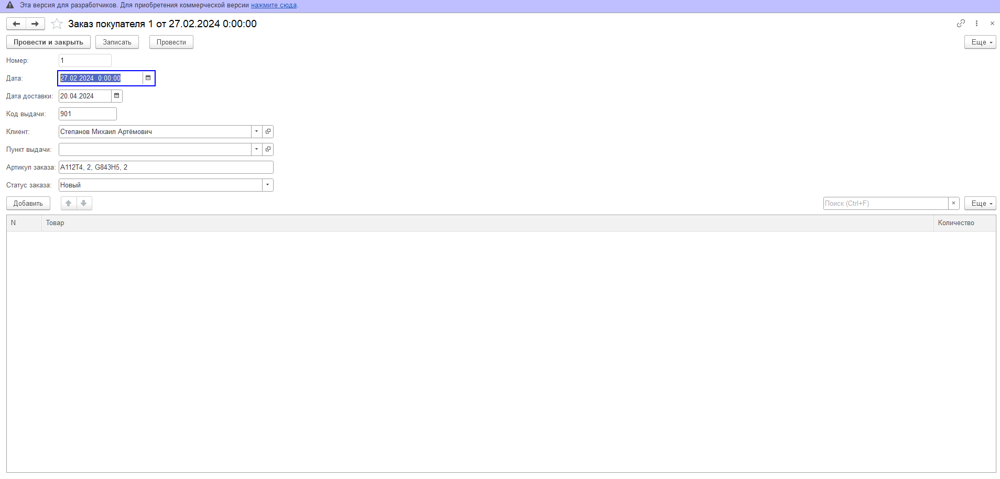 Эта версия для разработчиков. Для приобретения коммерческой версии нажмите сюда.
Заказ покупателя 1 от 27.02.2024 0:00:00
Провести и закрыть Записать Провести Еще
Номер: 1
Дата: 27.02.2024 0:00:00
Дата доставки: 20.04.2024
Код выдачи: 901
Клиент: Степанов Михаил Артёмович
Пункт выдачи:
Артикул заказа: А112Т4, 2, G843H5, 2
Статус заказа: Новый
Добавить Поиск (Ctrl+F) × Еще
N Товар Количество